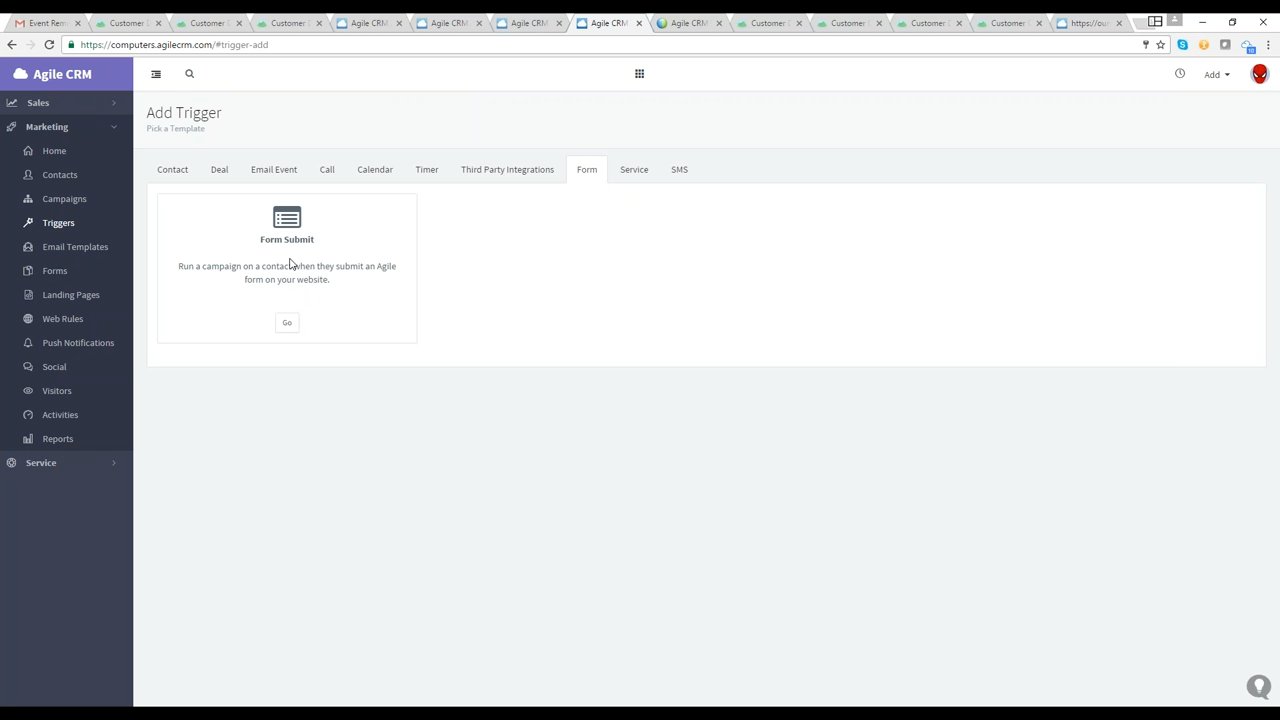 Event Rem
Customer
Customer
Customer
Agile CRM
Agile CRM
Agile CRM
Agile CRM
Agile CRM
Customer
Customer
Customer
Customer
https://our
https://computers.agilecrm.com/#trigger-add
Agile CRM
Add
Sales
Marketing
Home
Contacts
Campaigns
Triggers
Email Templates
Forms
Landing Pages
Web Rules
Push Notifications
Social
Visitors
Activities
Reports
Service
Add Trigger
Pick a Template
Contact Deal Email Event Call Calendar Timer Third Party Integrations Form Service SMS
Form Submit
Run a campaign on a contact when they submit an Agile
form on your website.
Go